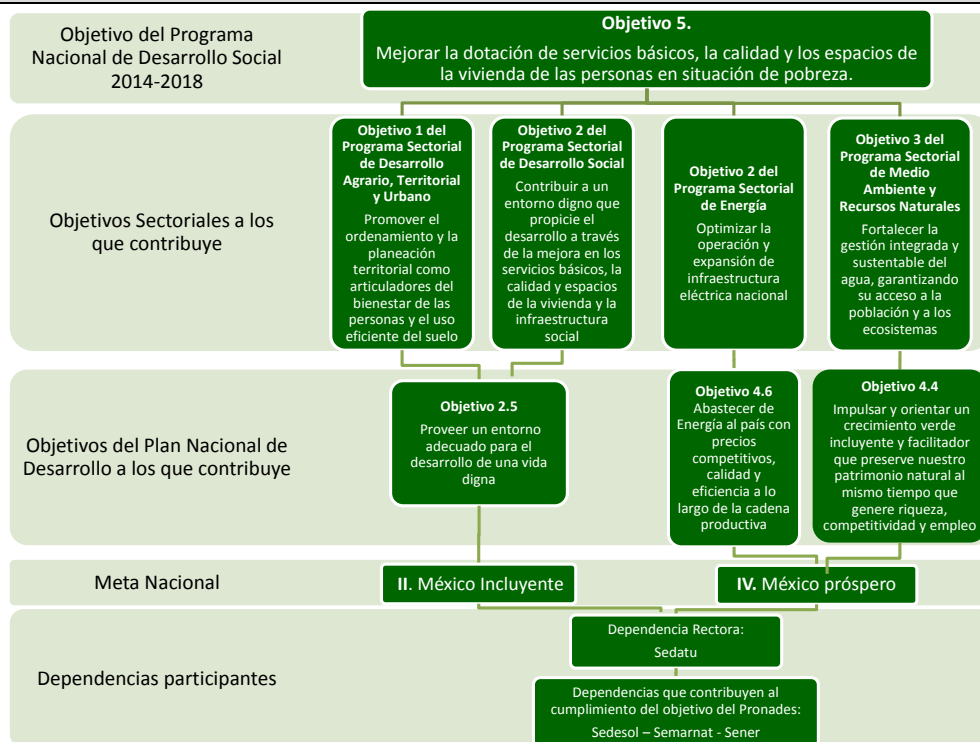 Objetivo del Programa
Nacional de Desarrollo Social
2014-2018
Objetivo 5.
Mejorar la dotación de servicios básicos, la calidad y los espacios de
la vivienda de las personas en situación de pobreza.
Objetivos Sectoriales a los
que contribuye
Objetivo 1 del
Programa Sectorial
de Desarrollo
Agrario, Territorial
y Urbano
Promover el
ordenamiento y la
planeación
territorial como
articuladores del
bienestar de las
personas y el uso
eficiente del suelo
Objetivo 2 del
Programa Sectorial
de Desarrollo Social
Contribuir a un
entorno digno que
propicie el
desarrollo a través
de la mejora en los
servicios básicos, la
calidad y espacios
de la vivienda y la
infraestructura
social
Objetivo 2 del
Programa Sectorial
de Energía
Optimizar la
operación y
expansión de
infraestructura
eléctrica nacional
Objetivo 3 del
Programa Sectorial
de Medio
Ambiente y
Recursos Naturales
Fortalecer la
gestión integrada y
sustentable del
agua, garantizando
su acceso a la
población y a los
ecosistemas
Objetivos del Plan Nacional de
Desarrollo a los que contribuye
Objetivo 2.5
Proveer un entorno
adecuado para el
desarrollo de una vida
digna
Objetivo 4.6
Abastecer de
Energía al país con
precios
competitivos,
calidad y
eficiencia a lo
largo de la cadena
productiva
Objetivo 4.4
Impulsar y orientar un
crecimiento verde
incluyente y facilitador
que preserve nuestro
patrimonio natural al
mismo tiempo que
genere riqueza,
competitividad y empleo
Meta Nacional
II. México Incluyente
IV. México próspero
Dependencias participantes
Dependencia Rectora:
Sedatu
Dependencias que contribuyen al
cumplimiento del objetivo del Pronades:
Sedesol – Semarnat - Sener